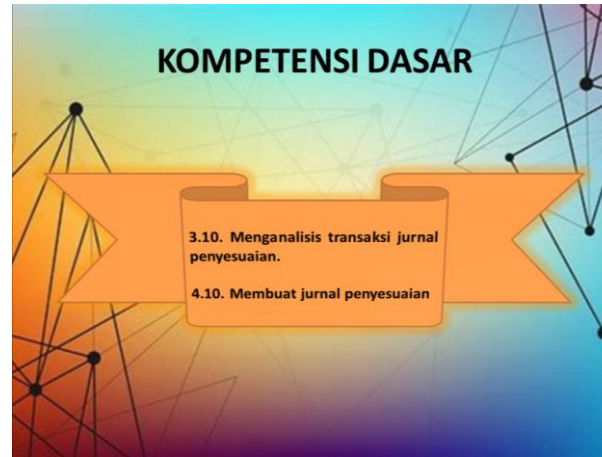 KOMPETENSI DASAR
3.10. Menganalisis transaksi jurnal
penyesuaian.
4.10. Membuat jurnal penyesuaian